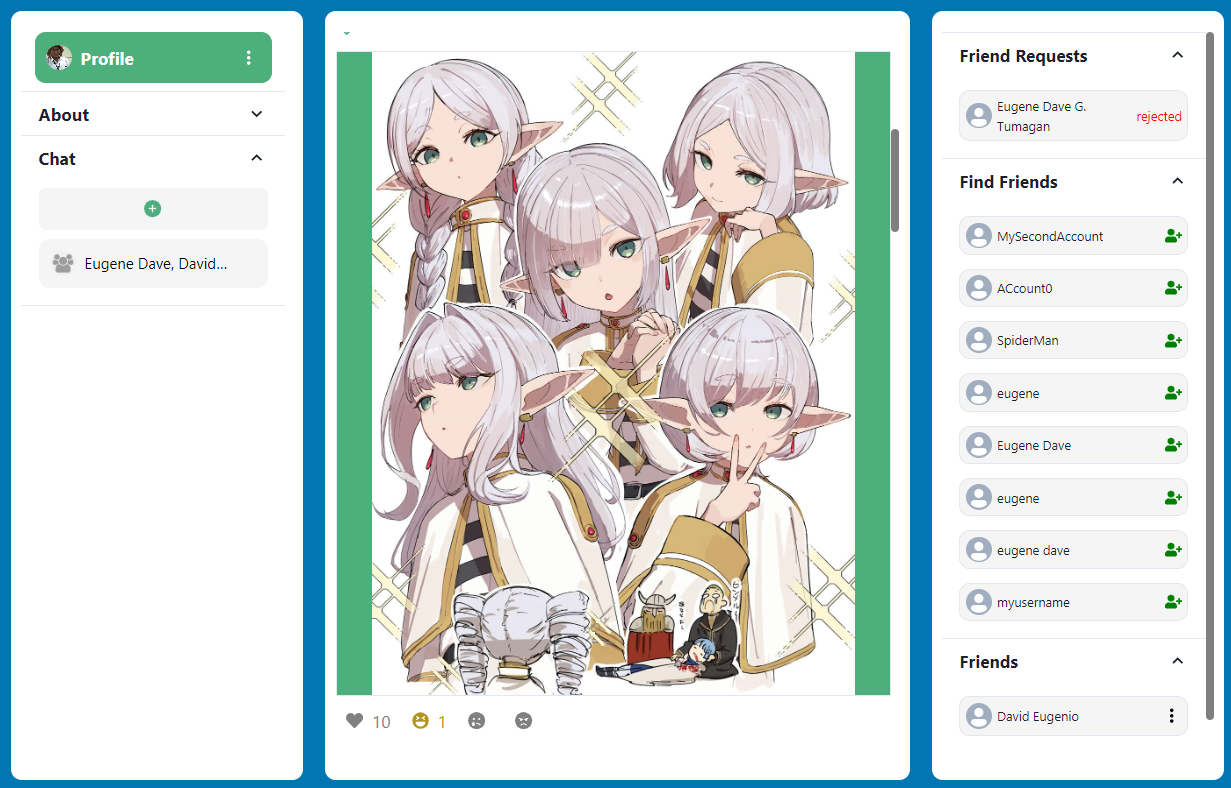 Profile
About
Chat
Eugene Dave, David...
10
1
Friend Requests
Eugene Dave G.
Tumagan
rejected
Find Friends
MySecondAccount
ACcount0
SpiderMan
eugene
Eugene Dave
eugene
eugene dave
myusername
Friends
David Eugenio